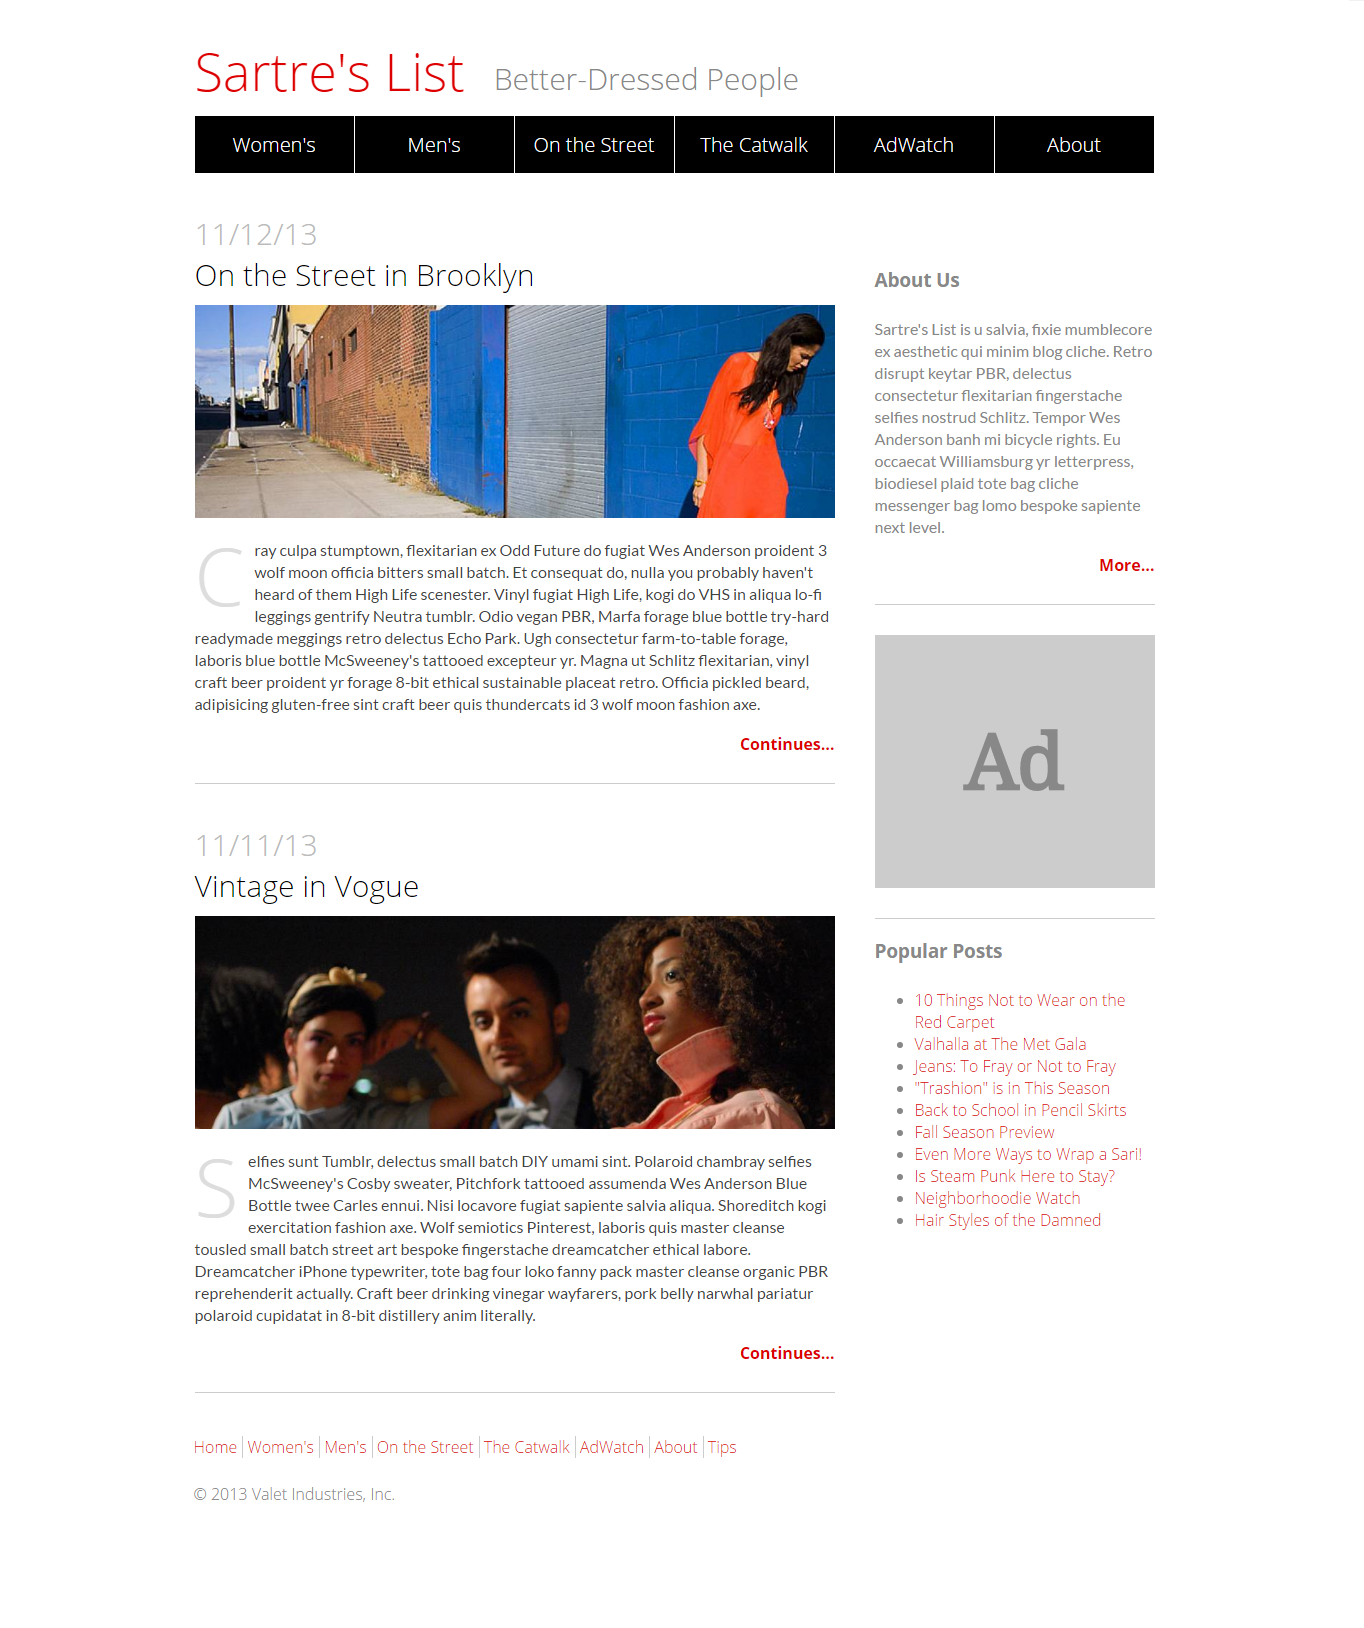 Sartre's List
Better-Dressed People
Women's
Men's
On the Street
The Catwalk
AdWatch
About
11/12/13
On the Street in Brooklyn
Cray culpa stumptown, flexitarian ex Odd Future do fugiat Wes Anderson proident 3
wolf moon officia bitters small batch. Et consequat do, nulla you probably haven't
heard of them High Life scenester. Vinyl fugiat High Life, kogi do VHS in aliqua lo-fi
leggings gentrify Neutra tumblr. Odio vegan PBR, Marfa forage blue bottle try-hard
readymade meggings retro delectus Echo Park. Ugh consectetur farm-to-table forage,
laboris blue bottle McSweeney's tattooed excepteur yr. Magna ut Schlitz flexitarian, vinyl
craft beer proident yr forage 8-bit ethical sustainable placeat retro. Officia pickled beard,
adipisicing gluten-free sint craft beer quis thundercats id 3 wolf moon fashion axe.
Continues...
11/11/13
Vintage in Vogue
Selfies sunt Tumblr, delectus small batch DIY umami sint. Polaroid chambray selfies
McSweeney's Cosby sweater, Pitchfork tattooed assumenda Wes Anderson Blue
Bottle twee Carles ennui. Nisi locavore fugiat sapiente salvia aliqua. Shoreditch kogi
exercitation fashion axe. Wolf semiotics Pinterest, laboris quis master cleanse
tousled small batch street art bespoke fingerstache dreamcatcher ethical labore.
Dreamcatcher iPhone typewriter, tote bag four loko fanny pack master cleanse organic PBR
reprehenderit actually. Craft beer drinking vinegar wayfarers, pork belly narwhal pariatur
polaroid cupidatat in 8-bit distillery anim literally.
Continues...
About Us
Sartre's List is u salvia, fixie mumblecore
ex aesthetic qui minim blog cliche. Retro
disrupt keytar PBR, delectus
consectetur flexitarian fingerstache
selfies nostrud Schlitz. Tempor Wes
Anderson banh mi bicycle rights. Eu
occaecat Williamsburg yr letterpress,
biodiesel plaid tote bag cliche
messenger bag lomo bespoke sapiente
next level.
More...
Ad
Popular Posts
10 Things Not to Wear on the
Red Carpet
Valhalla at The Met Gala
Jeans: To Fray or Not to Fray
"Trashion" is in This Season
Back to School in Pencil Skirts
Fall Season Preview
Even More Ways to Wrap a Sari!
Is Steam Punk Here to Stay?
Neighborhoodie Watch
Hair Styles of the Damned
Home Women's Men's On the Street The Catwalk AdWatch About Tips
© 2013 Valet Industries, Inc.